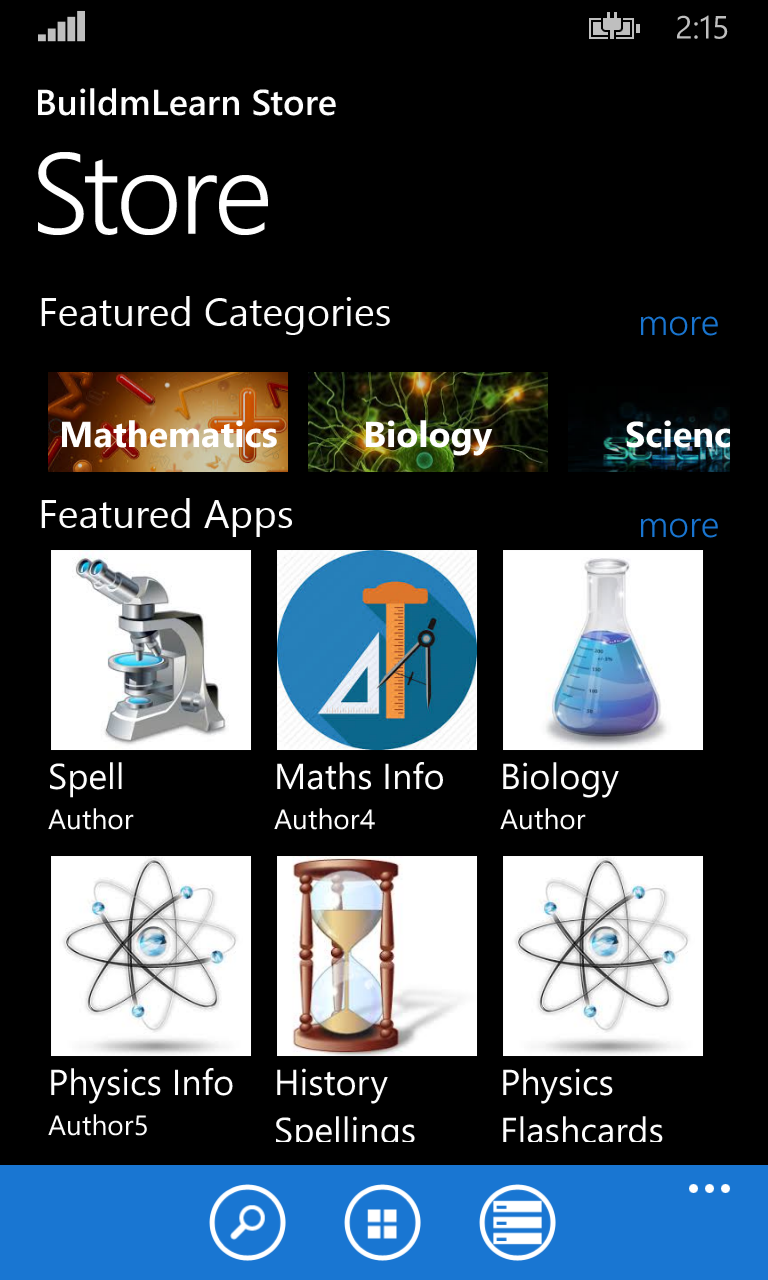 2:15
BuildmLearn Store
Store
Featured Categories
more
Mathematics
Biology
Scienc
Featured Apps
more
Spell
Author
Maths Info
Author4
Biology
Author
Physics Info
Author5
History
Spellings
Physics
Flashcards